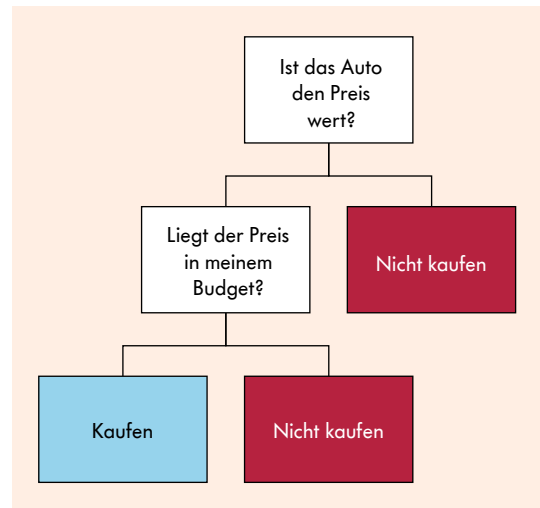 Ist das Auto
den Preis
wert?
Liegt der Preis
in meinem
Budget?
Nicht kaufen
Kaufen
Nicht kaufen